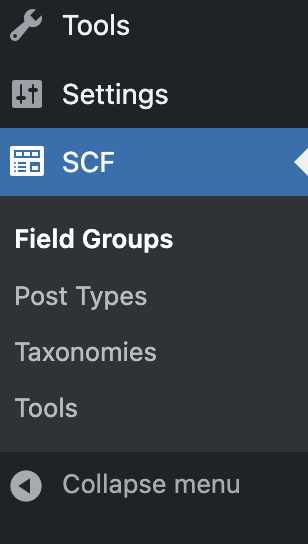 Tools
Settings
SCF
Field Groups
Post Types
Taxonomies
Tools
Collapse menu